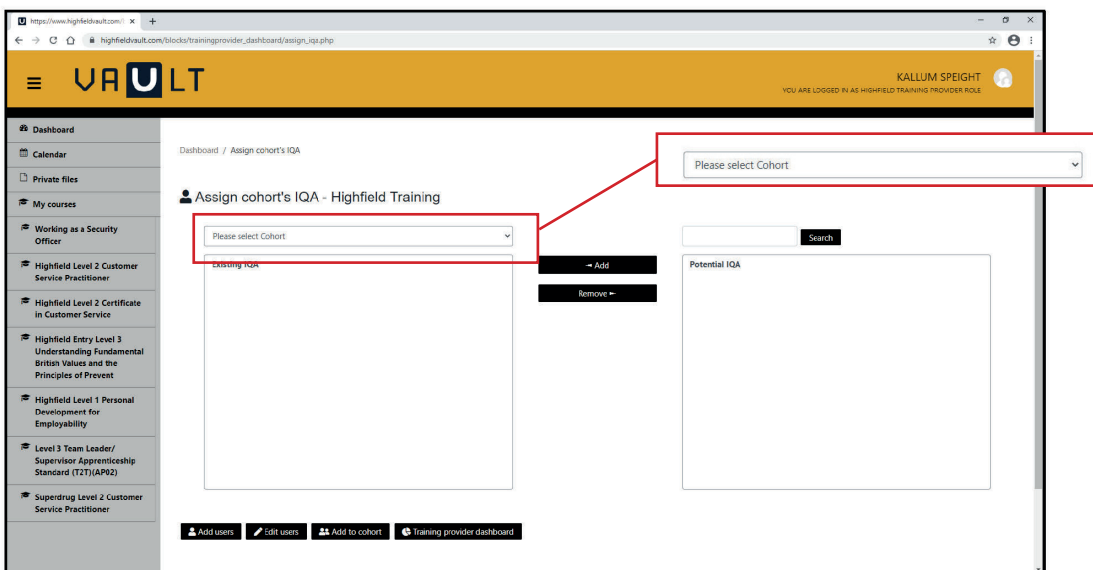 https://www.highfieldvault.com/
highfieldvault.com/blocks/trainingprovider_dashboard/assign_iqa.php
VAULT
KALLUM SPEIGHT
YOU ARE LOGGED IN AS HIGHFIELD TRAINING PROVIDER ROLE
Dashboard
Calendar
Private files
My courses
Working as a Security
Officer
Highfield Level 2 Customer
Service Practitioner
Highfield Level 2 Certificate
in Customer Service
Highfield Entry Level 3
Understanding Fundamental
British Values and the
Principles of Prevent
Highfield Level 1 Personal
Development for
Employability
Level 3 Team Leader/
Supervisor Apprenticeship
Standard (T2T)(AP02)
Superdrug Level 2 Customer
Service Practitioner
Dashboard / Assign cohort's IQA
Please select Cohort
Assign cohort's IQA - Highfield Training
Please select Cohort
Search
Existing IQA
Add
Remove
Potential IQA
Add users Edit users Add to cohort Training provider dashboard